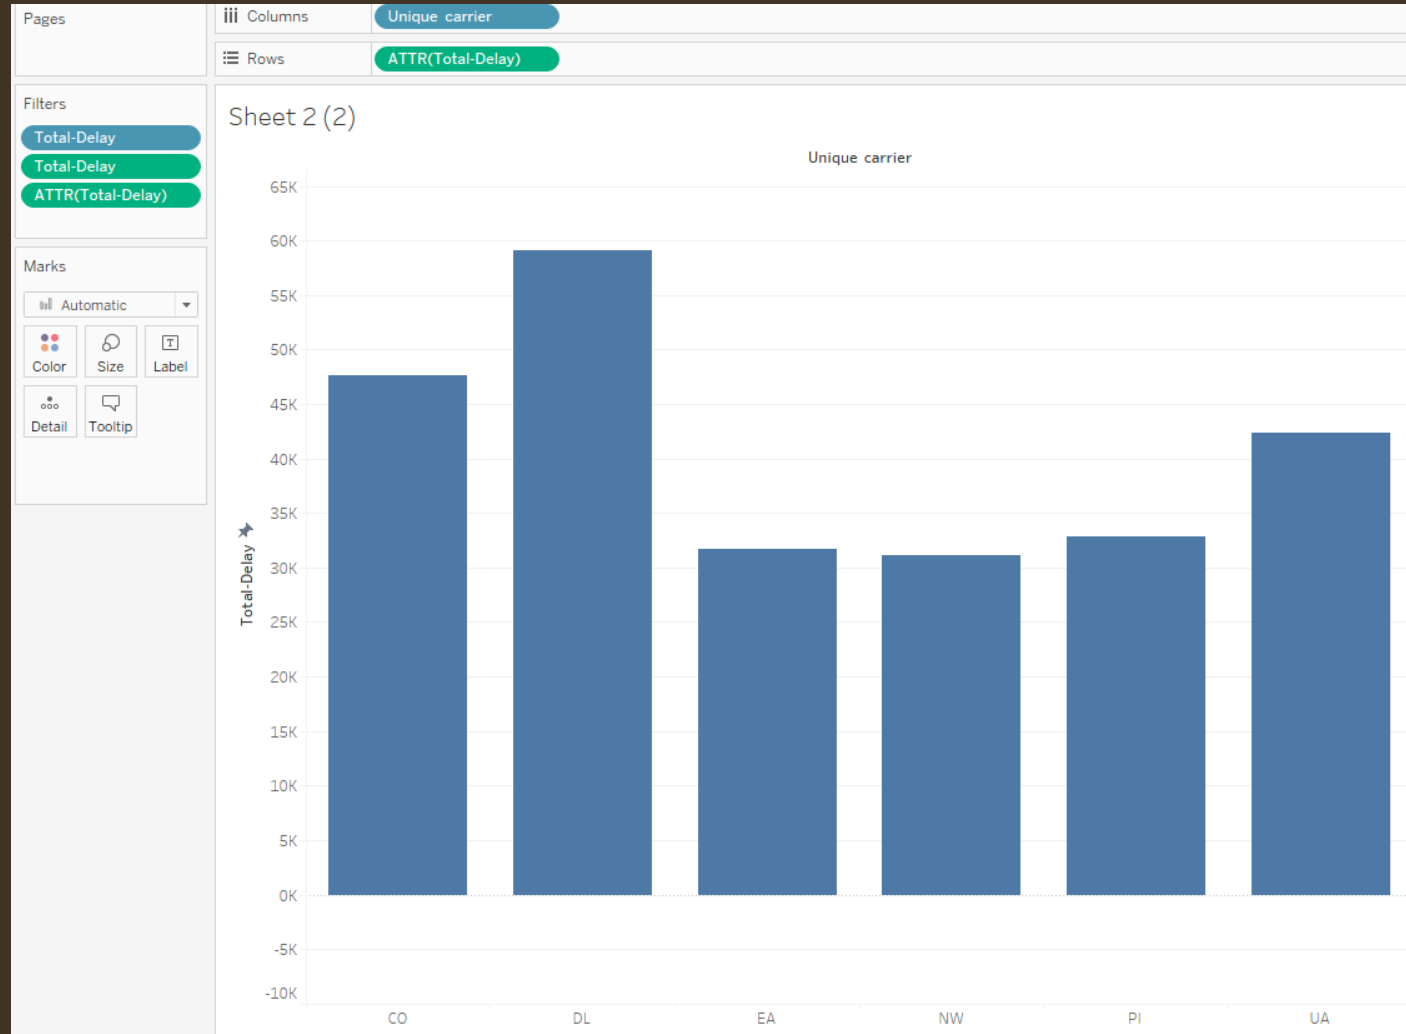 Pages
Columns
Unique carrier
Rows
ATTR(Total-Delay)
Filters
Total-Delay
Total-Delay
ATTR(Total-Delay)
Marks
Automatic
Color
Size
Label
Detail
Tooltip
Sheet 2 (2)
Unique carrier
Total-Delay
65K
60K
55K
50K
45K
40K
35K
30K
25K
20K
15K
10K
5K
0K
-5K
-10K
CO DL EA NW PI UA